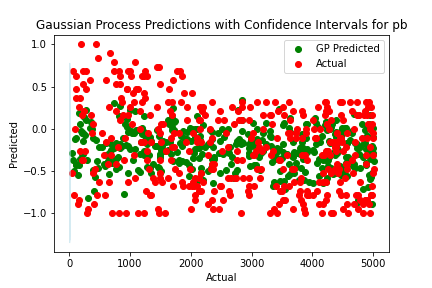 Gaussian Process Predictions with Confidence Intervals for pb
GP Predicted
Actual
1.0
0.5
0.0
−0.5
−1.0
Predicted
0 1000 2000 3000 4000 5000
Actual